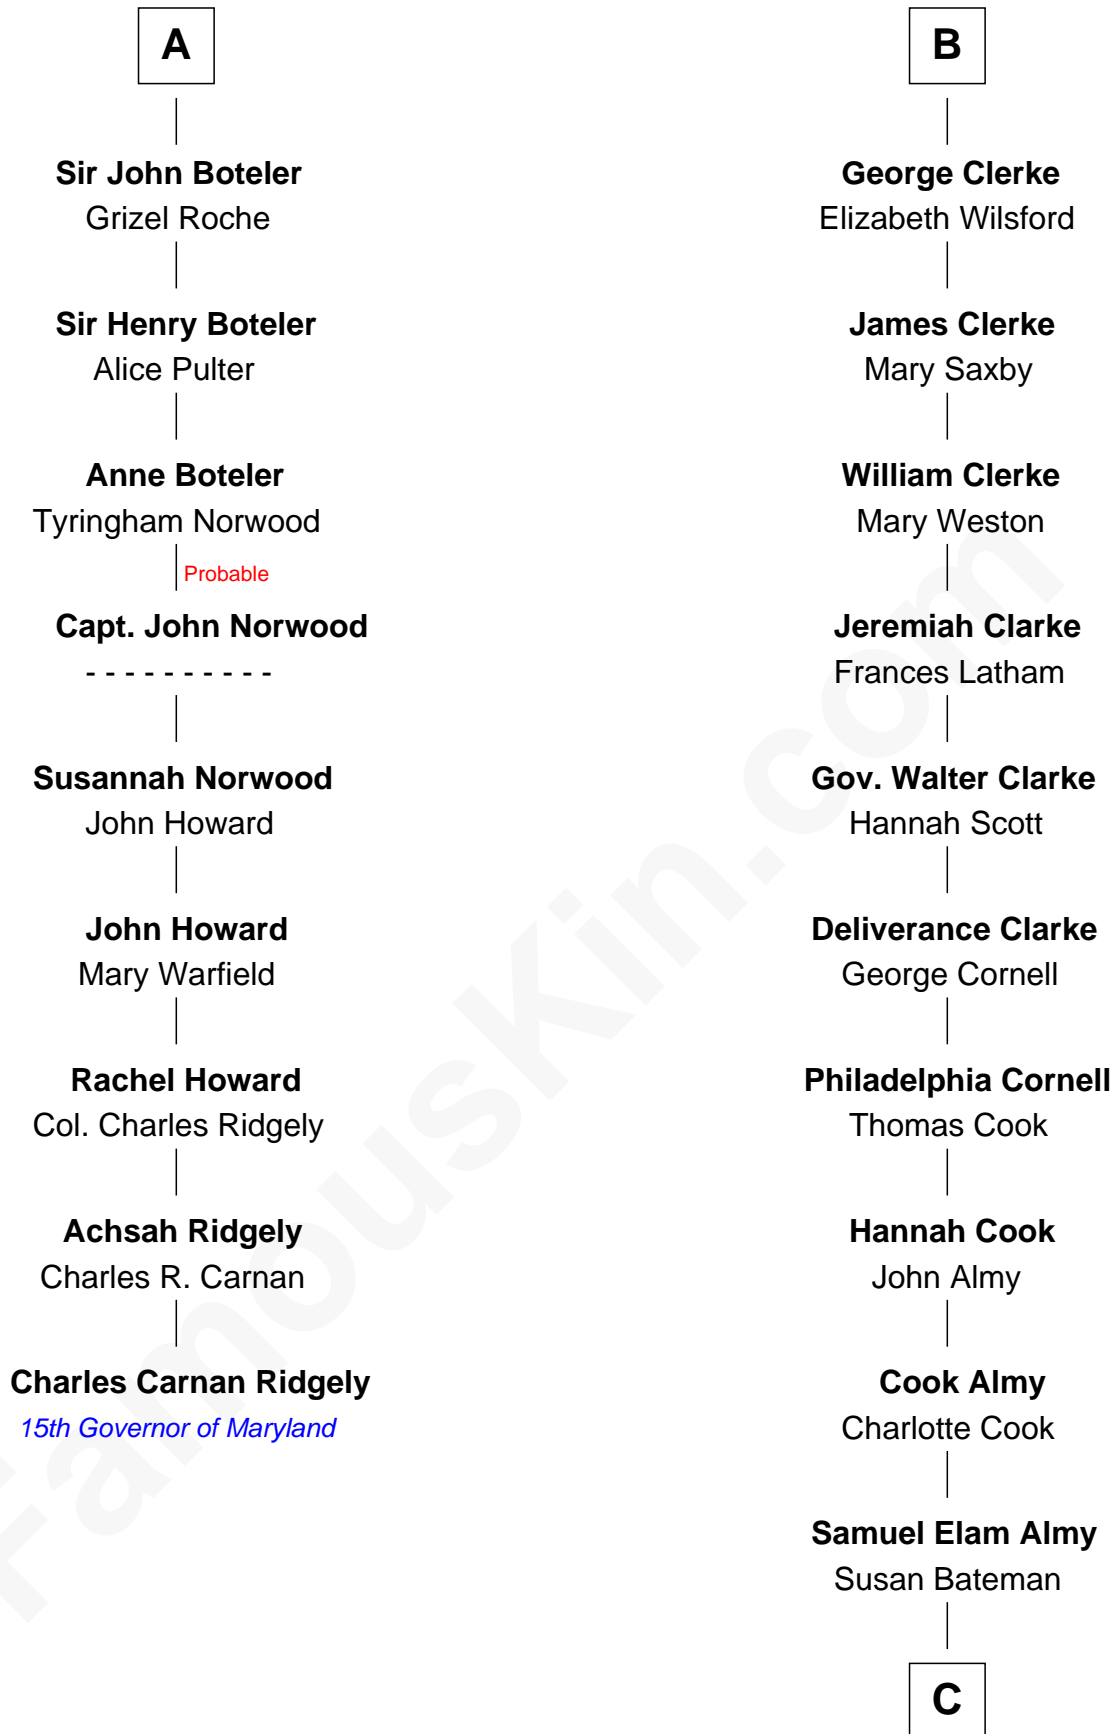 A
Sir John Boteler
Grizel Roche
Sir Henry Boteler
Alice Pulter
Anne Boteler
Tyringham Norwood
Probable
Capt. John Norwood
- - - - - - - - - -
Susannah Norwood
John Howard
John Howard
Mary Warfield
Rachel Howard
Col. Charles Ridgely
Achsah Ridgely
Charles R. Carnan
Charles Carnan Ridgely
15th Governor of Maryland
B
George Clerke
Elizabeth Wilsford
James Clerke
Mary Saxby
William Clerke
Mary Weston
Jeremiah Clarke
Frances Latham
Gov. Walter Clarke
Hannah Scott
Deliverance Clarke
George Cornell
Philadelphia Cornell
Thomas Cook
Hannah Cook
John Almy
Cook Almy
Charlotte Cook
Samuel Elam Almy
Susan Bateman
C
FamousKin.com